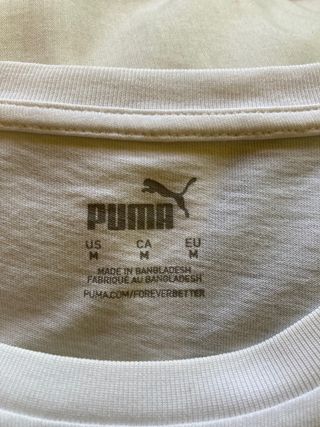 PUMA
US CA EU
M M M
MADE IN BANGLADESH
FABRIQUÉ AU BANGLADESH
PUMA.COM/FOREVERBETTER